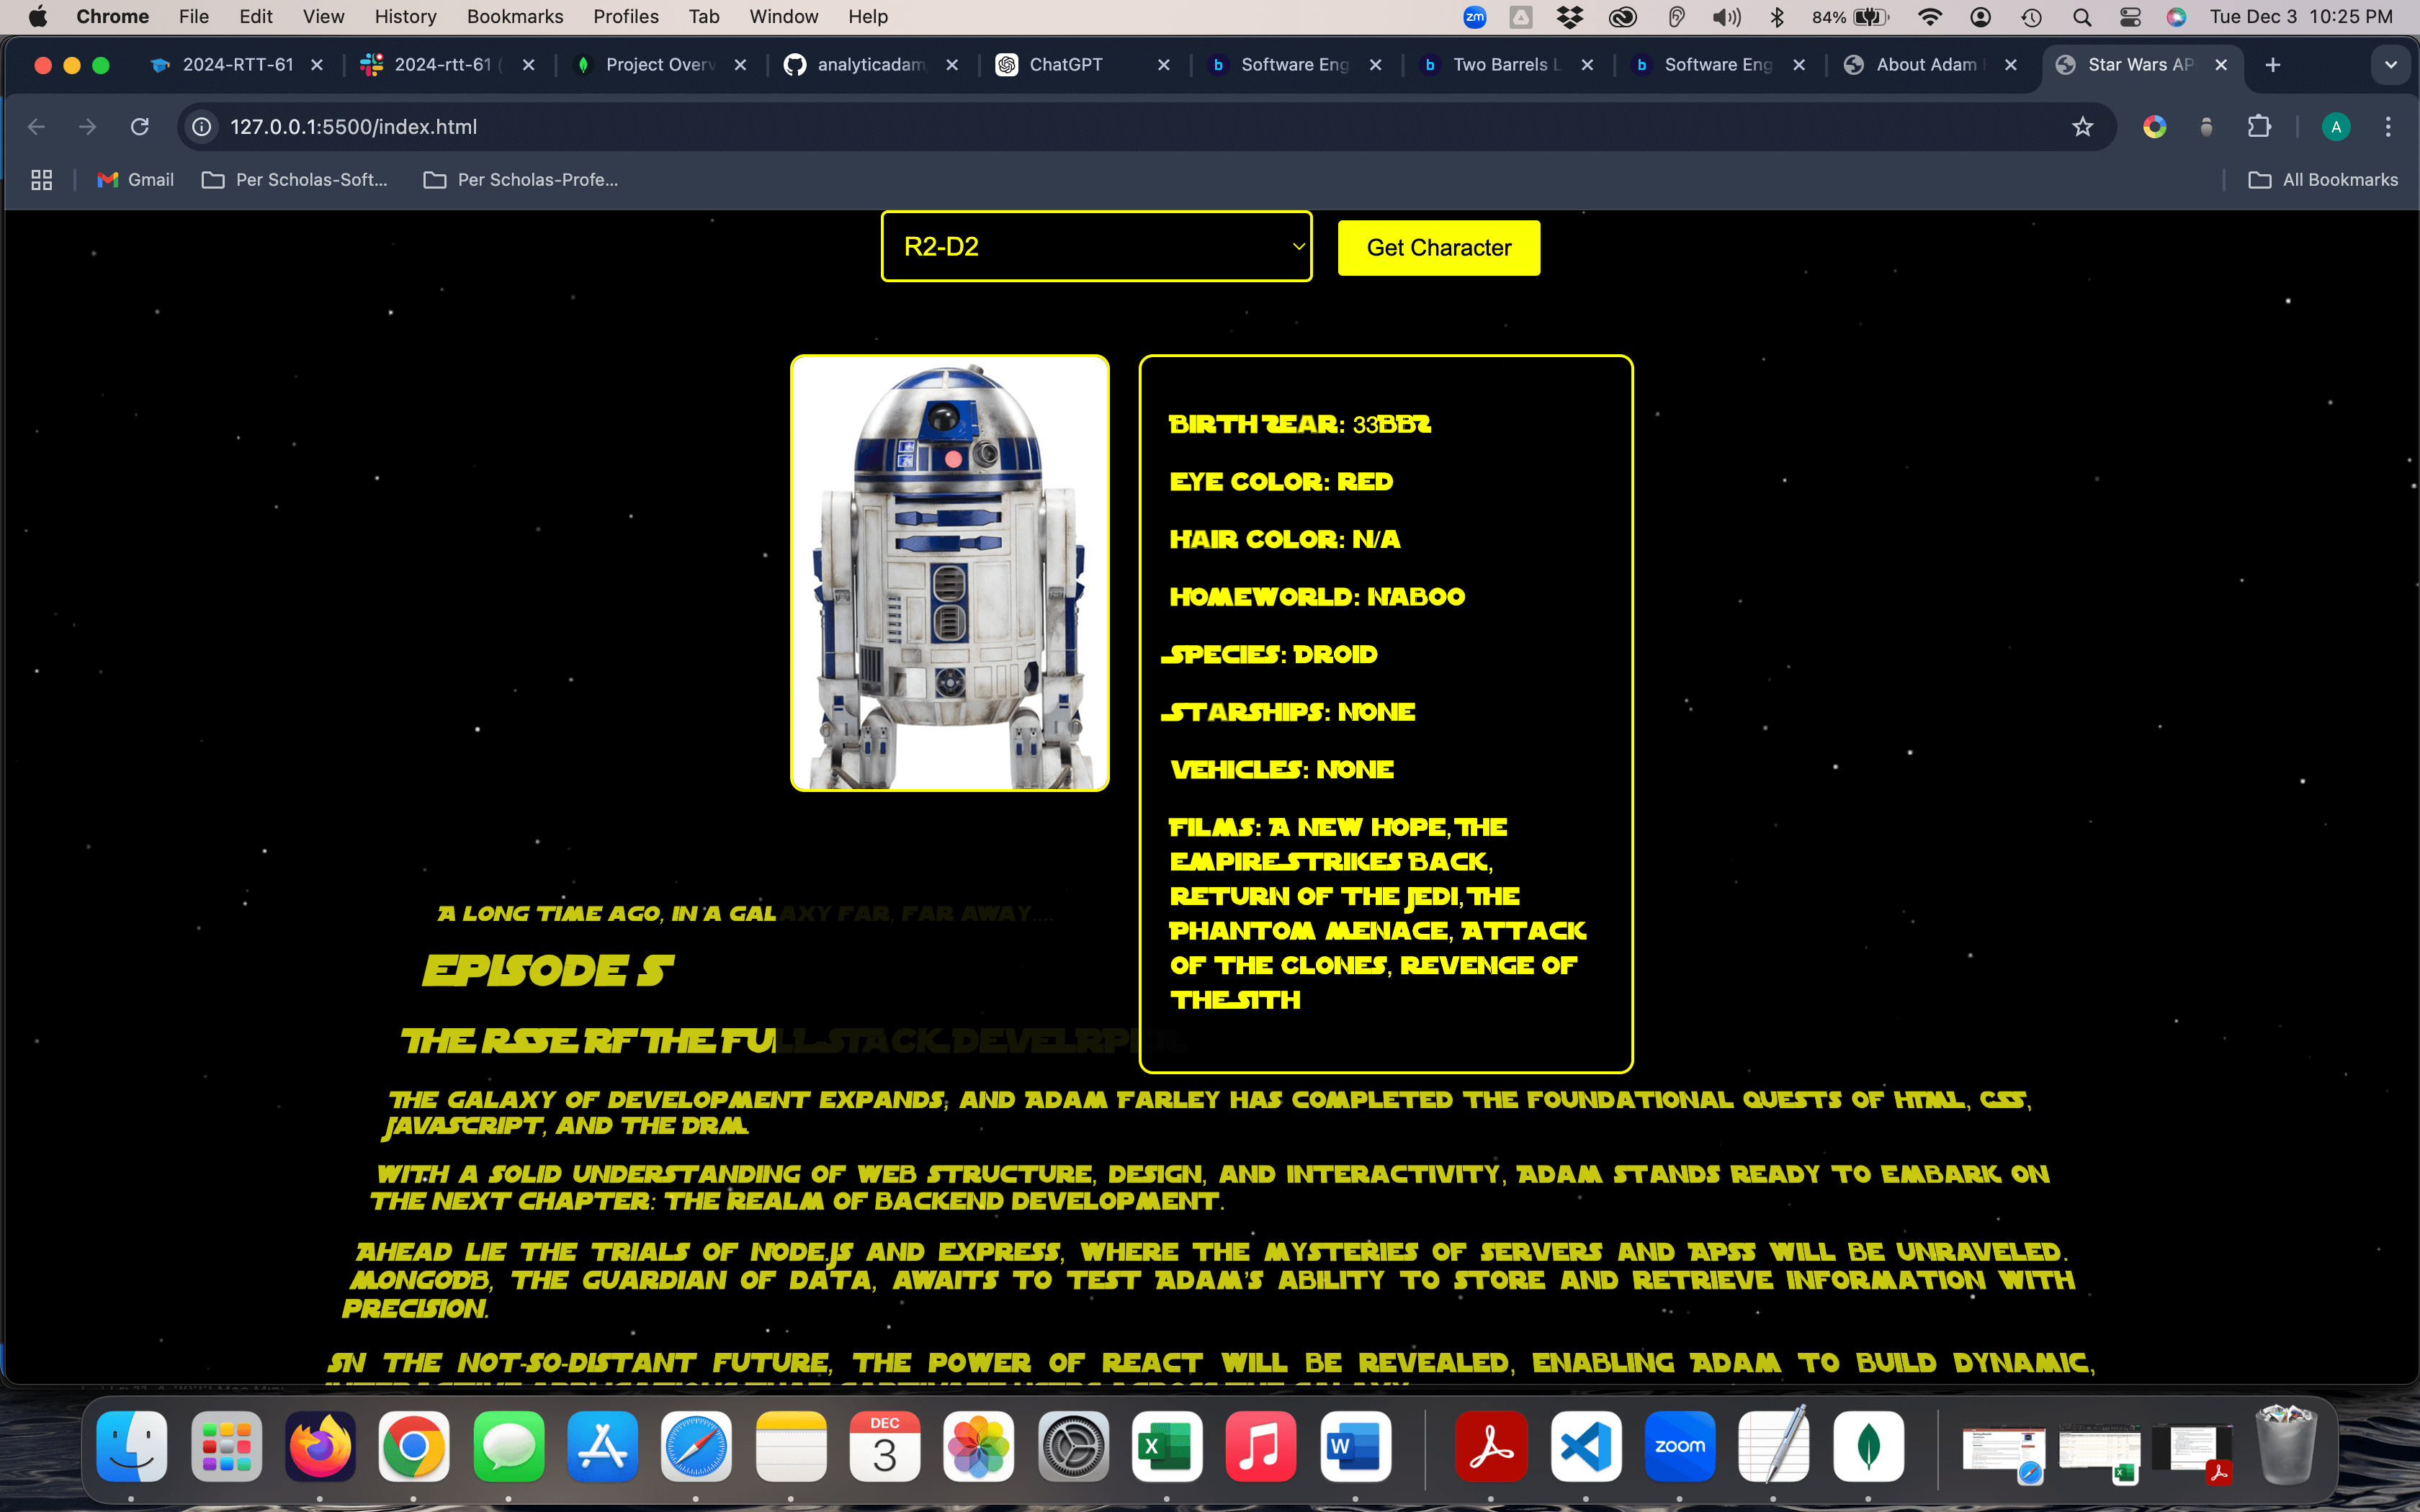 Chrome File Edit View History Bookmarks Profiles Tab Window Help zm 84% Tue Dec 3 10:25 PM
2024-RTT-61 2024-rtt-61 ( Project Overv analyticadam ChatGPT b Software Eng b Two Barrels L b Software Eng About Adam Star Wars AP
127.0.0.1:5500/index.html A
Gmail Per Scholas-Soft... Per Scholas-Profe... All Bookmarks
R2-D2 Get Character
Birth Year: 33BBY
Eye Color: red
Hair Color: n/a
Homeworld: Naboo
Species: Droid
Starships: None
Vehicles: None
Films: A New Hope, The
Empire Strikes Back,
Return of the Jedi, The
Phantom Menace, Attack
of the Clones, Revenge of
the Sith
A long time ago, in a galaxy far, far away....
Episode I
The Rise of the Full-Stack Developer
The galaxy of development expands, and Adam Farley has completed the foundational quests of HTML, CSS,
JavaScript, and the DOM.
With a solid understanding of web structure, design, and interactivity, Adam stands ready to embark on
the next chapter: the realm of backend development.
Ahead lie the trials of Node.js and Express, where the mysteries of servers and APIs will be unraveled.
MongoDB, the guardian of data, awaits to test Adam's ability to store and retrieve information with
precision.
In the not-so-distant future, the power of React will be revealed, enabling Adam to build dynamic,
interactive applications that captivate users across the galaxy.
DEC
3
X W zoom